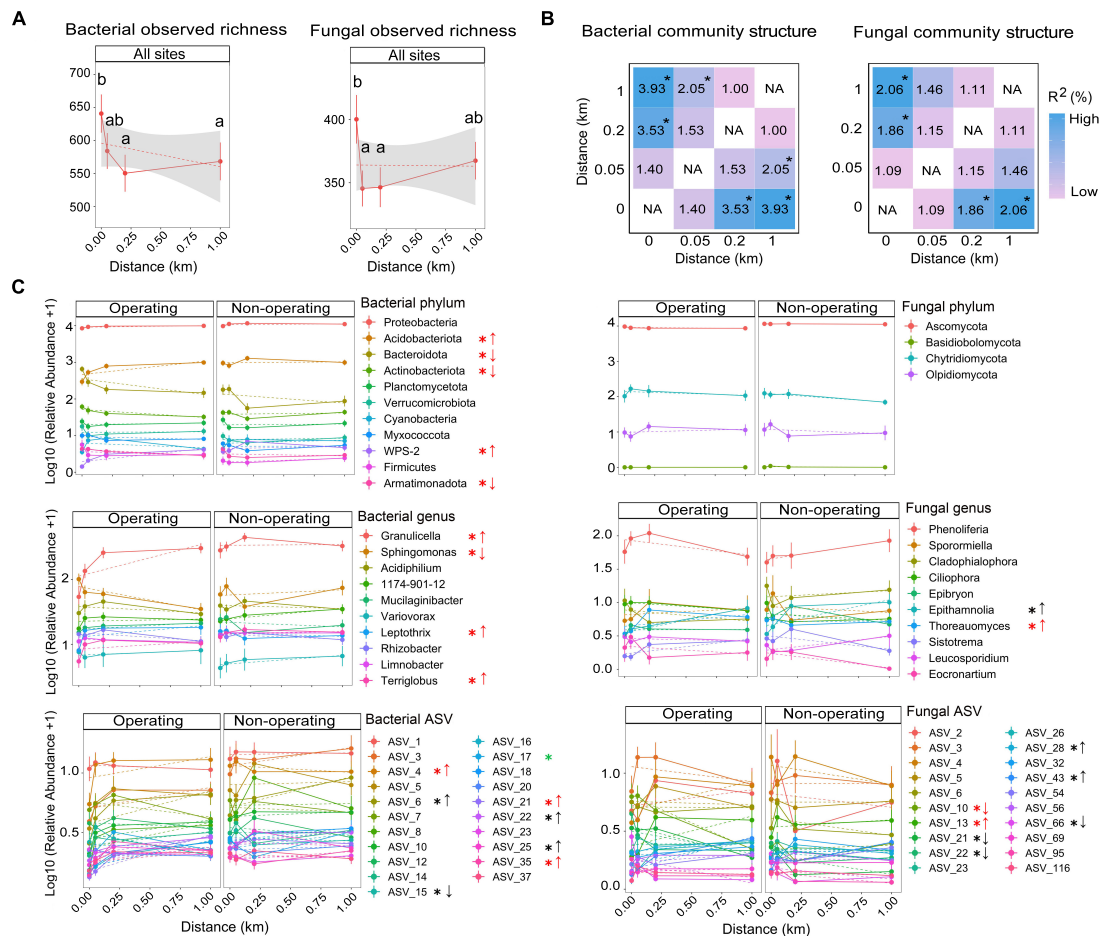 A
Bacterial observed richness
All sites
700
650
600
550
500
b
ab
a
a
0.00
0.25
0.50
0.75
1.00
Distance (km)
Fungal observed richness
All sites
400
350
b
a
a
ab
0.00
0.25
0.50
0.75
1.00
Distance (km)
B
Bacterial community structure
Distance (km)
1 3.93* 2.05* 1.00 NA
0.2 3.53* 1.53 NA 1.00
0.05 1.40 NA 1.53 2.05*
0 NA 1.40 3.53* 3.93*
0 0.05 0.2 1
Distance (km)
Fungal community structure
1 2.06* 1.46 1.11 NA
0.2 1.86* 1.15 NA 1.11
0.05 1.09 NA 1.15 1.46
0 NA 1.09 1.86* 2.06*
0 0.05 0.2 1
Distance (km)
R² (%)
High
Low
C
Log10 (Relative Abundance +1)
Operating
Non-operating
4
3
2
1
0
Bacterial phylum
Proteobacteria
Acidobacteriota *↑
Bacteroidota *↓
Actinobacteriota *↓
Planctomycetota
Verrucomicrobiota
Cyanobacteria
Myxococcota
WPS-2 *↑
Firmicutes
Armatimonadota *↓
Operating
Non-operating
4
3
2
1
0
Fungal phylum
Ascomycota
Basidiobolomycota
Chytridiomycota
Olpidiomycota
Log10 (Relative Abundance +1)
Operating
Non-operating
2
1
Bacterial genus
Granulicella *↑
Sphingomonas *↓
Acidiphilium
1174-901-12
Mucilaginibacter
Variovorax
Leptothrix *↑
Rhizobacter
Limnobacter
Terriglobus *↑
Operating
Non-operating
2.0
1.5
1.0
0.5
0.0
Fungal genus
Phenoliferia
Sporormiella
Cladophialophora
Ciliophora
Epibryon
Epithamnolia *↑
Thoreauomyces *↑
Sistotrema
Leucosporidium
Eocronartium
Log10 (Relative Abundance +1)
Operating
Non-operating
1.0
0.5
0.00 0.25 0.50 0.75 1.00 0.00 0.25 0.50 0.75 1.00
Distance (km)
Bacterial ASV
ASV_1
ASV_3
ASV_4 *↑
ASV_5
ASV_6 *↑
ASV_7
ASV_8
ASV_10
ASV_12
ASV_14
ASV_15 *↓
ASV_16
ASV_17 *
ASV_18
ASV_20
ASV_21 *↑
ASV_22 *↑
ASV_23
ASV_25 *↑
ASV_35 *↑
ASV_37
Operating
Non-operating
1.0
0.5
0.0
0.00 0.25 0.50 0.75 1.00 0.00 0.25 0.50 0.75 1.00
Distance (km)
Fungal ASV
ASV_2
ASV_3
ASV_4
ASV_5
ASV_6
ASV_10 *↓
ASV_13 *↑
ASV_21 *↓
ASV_22 *↓
ASV_23
ASV_26
ASV_28 *↑
ASV_32
ASV_43 *↑
ASV_54
ASV_56
ASV_66 *↓
ASV_69
ASV_95
ASV_116